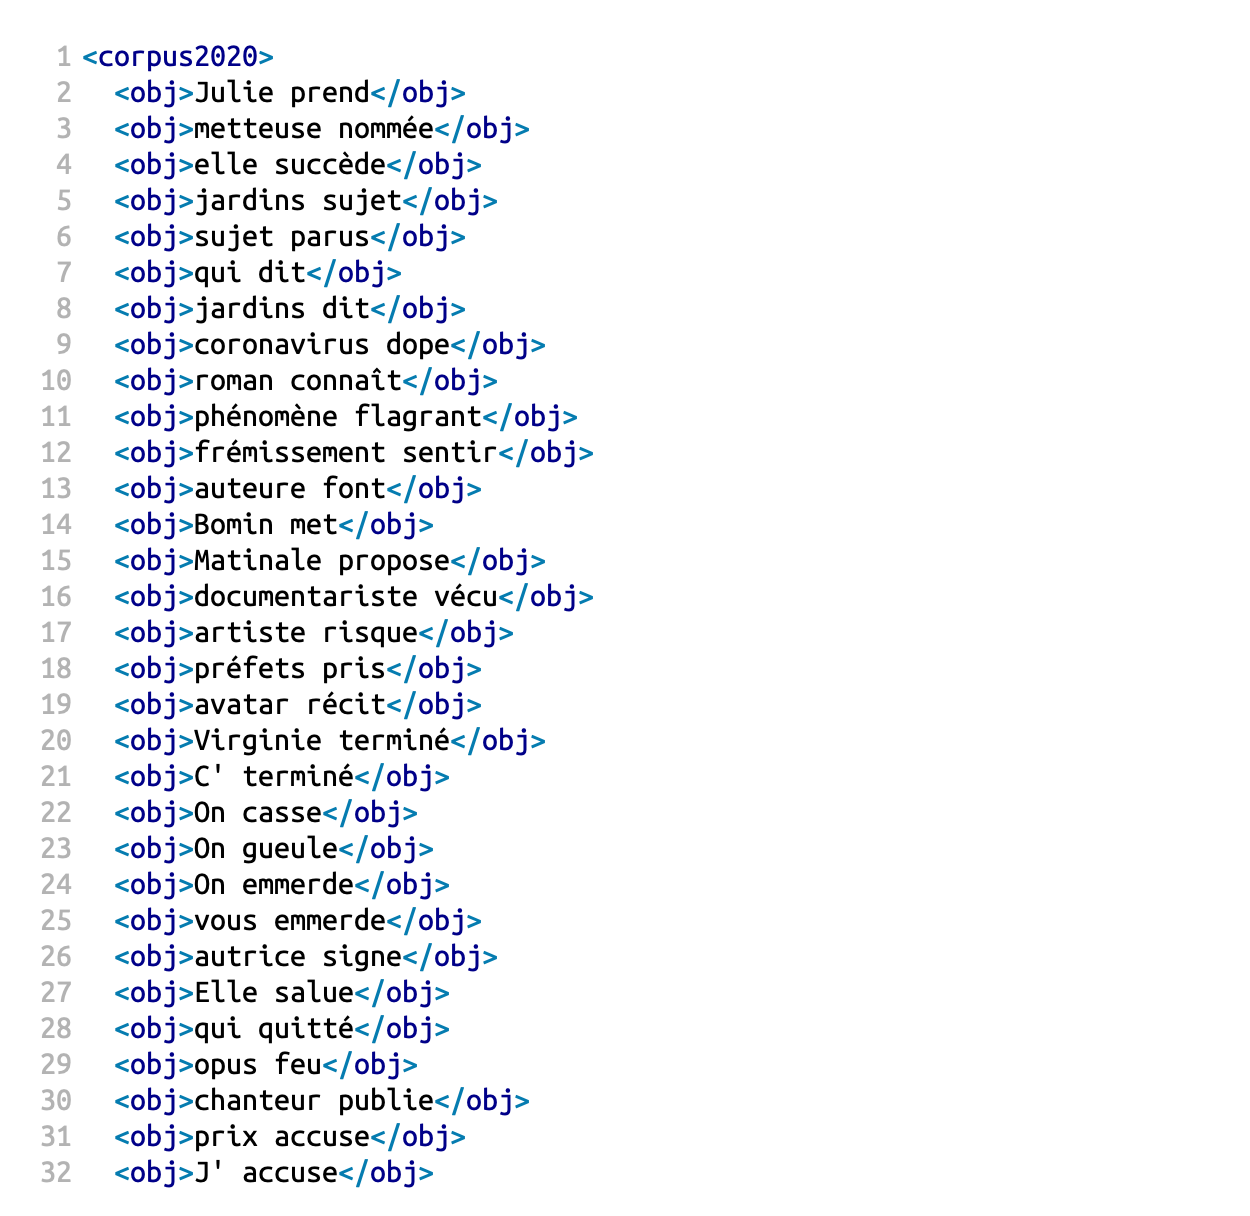 1 <corpus2020>
2 <obj>Julie prend</obj>
3 <obj>metteuse nommée</obj>
4 <obj>elle succède</obj>
5 <obj>jardins sujet</obj>
6 <obj>sujet parus</obj>
7 <obj>qui dit</obj>
8 <obj>jardins dit</obj>
9 <obj>coronavirus dope</obj>
10 <obj>roman connaît</obj>
11 <obj>phénomène flagrant</obj>
12 <obj>frémissement sentir</obj>
13 <obj>auteure font</obj>
14 <obj>Bomin met</obj>
15 <obj>Matinale propose</obj>
16 <obj>documentariste vécu</obj>
17 <obj>artiste risque</obj>
18 <obj>préfets pris</obj>
19 <obj>avatar récit</obj>
20 <obj>Virginie terminé</obj>
21 <obj>C' terminé</obj>
22 <obj>On casse</obj>
23 <obj>On gueule</obj>
24 <obj>On emmerde</obj>
25 <obj>vous emmerde</obj>
26 <obj>autrice signe</obj>
27 <obj>Elle salue</obj>
28 <obj>qui quitté</obj>
29 <obj>opus feu</obj>
30 <obj>chanteur publie</obj>
31 <obj>prix accuse</obj>
32 <obj>J' accuse</obj>